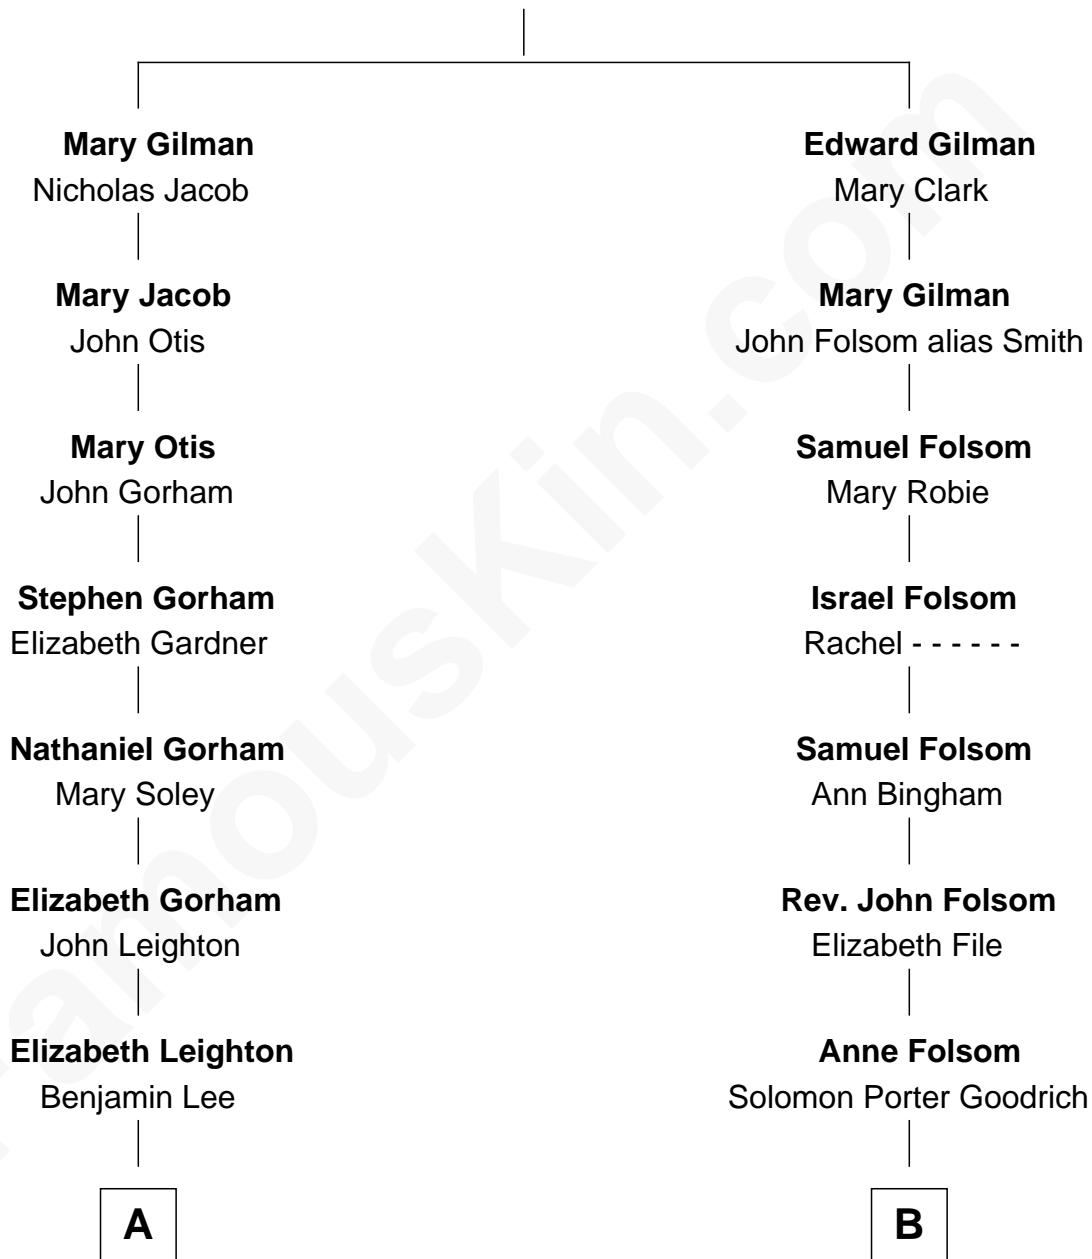 Mary Gilman
Nicholas Jacob
Mary Jacob
John Otis
Mary Otis
John Gorham
Stephen Gorham
Elizabeth Gardner
Nathaniel Gorham
Mary Soley
Elizabeth Gorham
John Leighton
Elizabeth Leighton
Benjamin Lee
A
Edward Gilman
Mary Clark
Mary Gilman
John Folsom alias Smith
Samuel Folsom
Mary Robie
Israel Folsom
Rachel - - - - - -
Samuel Folsom
Ann Bingham
Rev. John Folsom
Elizabeth File
Anne Folsom
Solomon Porter Goodrich
B
FamousKin.com